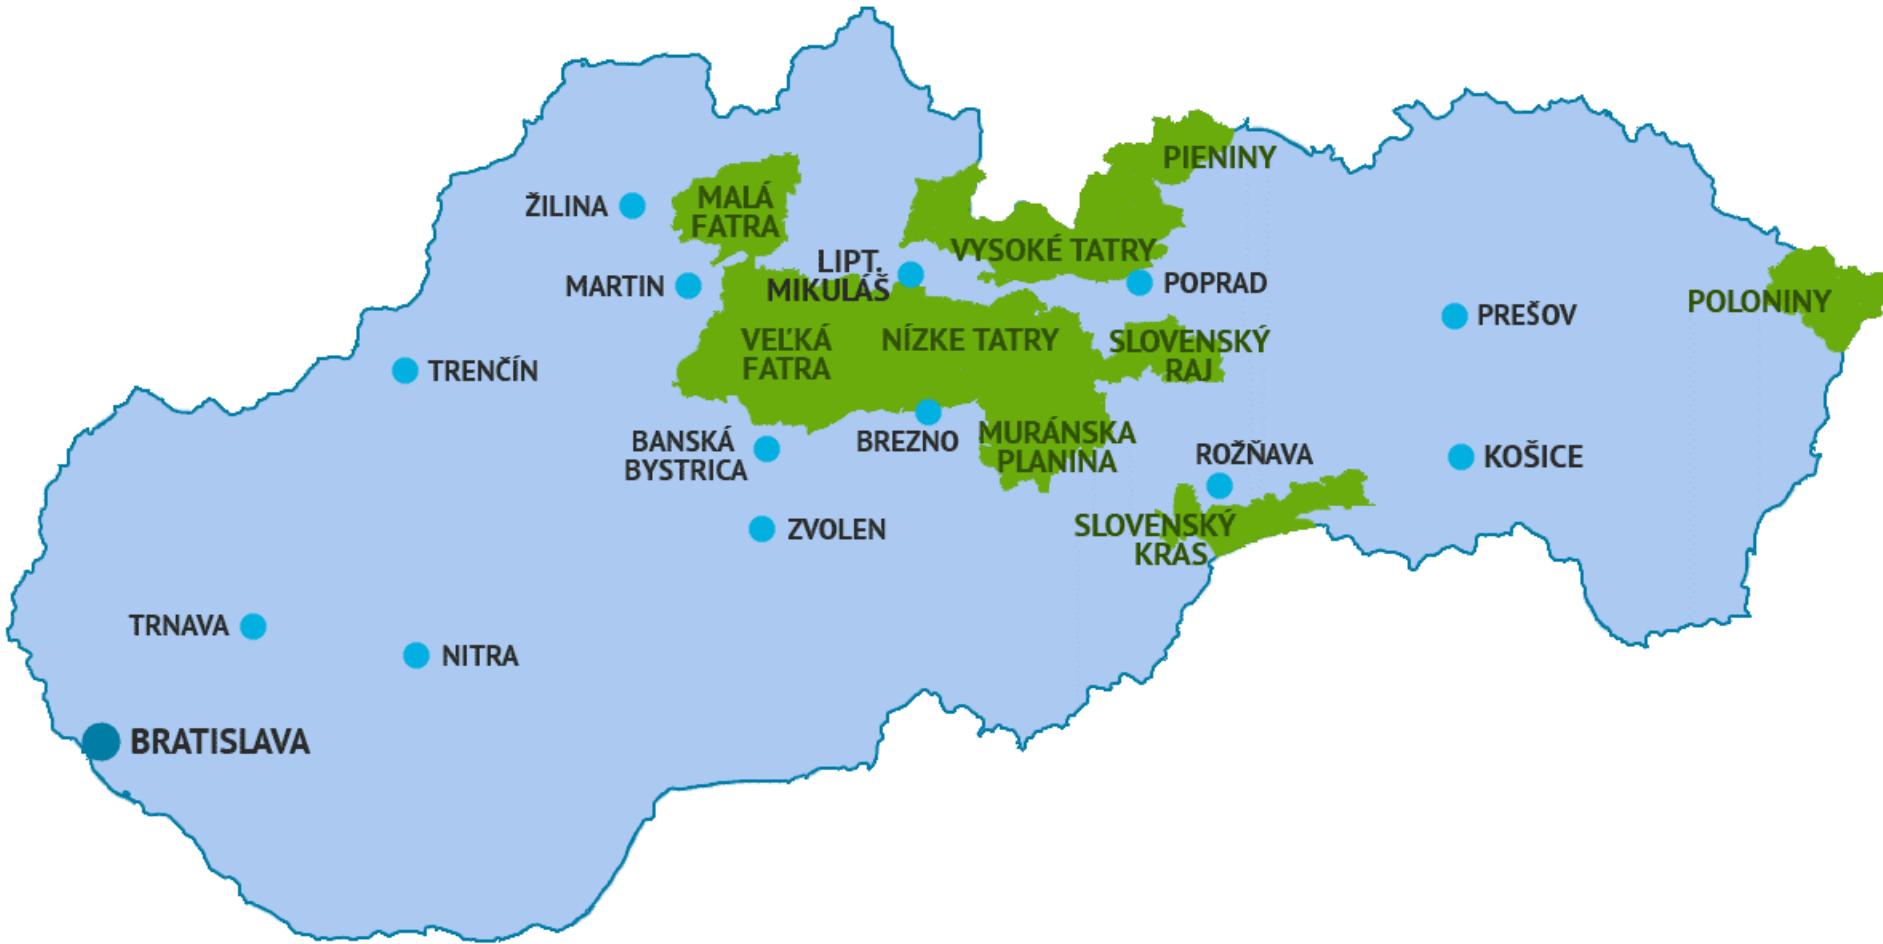 PIENINY
MALÁ
FATRA
ŽILINA
VYSOKÉ TATRY
LIPT.
MIKULÁŠ
MARTIN
POPRAD
POLONINY
PREŠOV
VEĽKÁ
FATRA
NÍZKE TATRY
SLOVENSKÝ
RAJ
TRENČÍN
BANSKÁ
BYSTRICA
BREZNO
MURÁNSKA
PLANINA
ROŽŇAVA
KOŠICE
SLOVENSKÝ
KRAS
ZVOLEN
TRNAVA
NITRA
BRATISLAVA